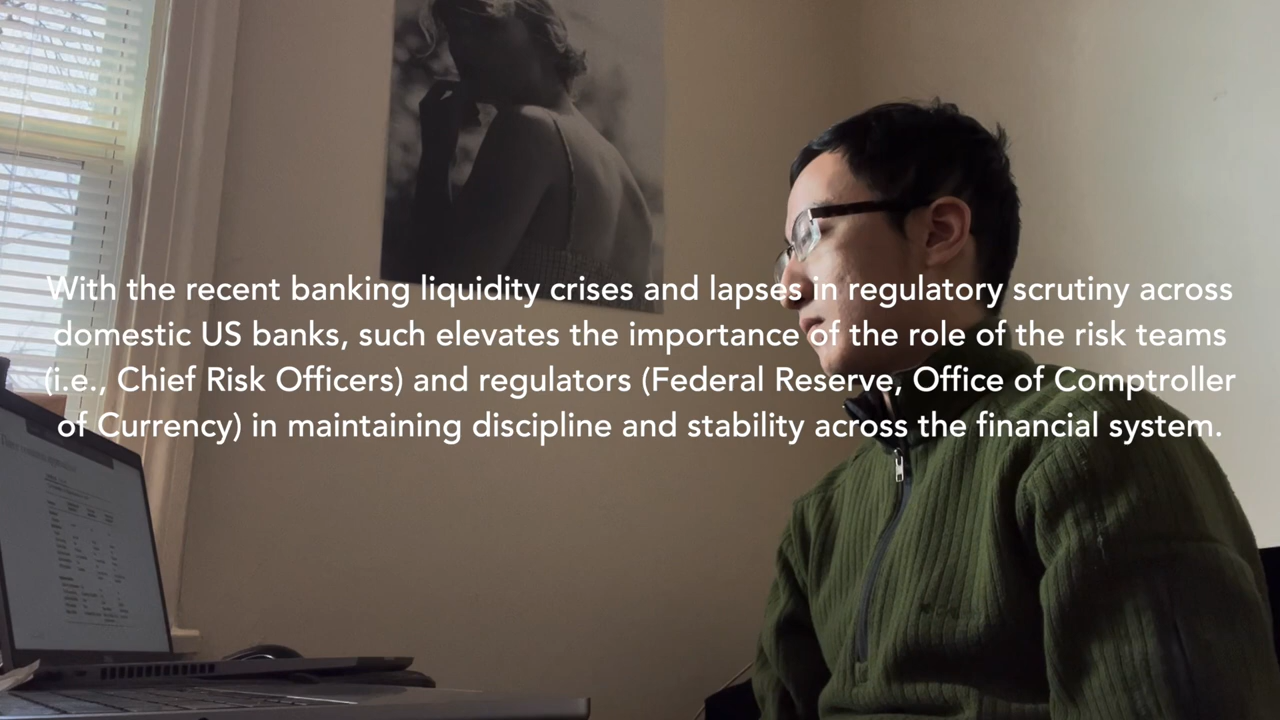 With the recent banking liquidity crises and lapses in regulatory scrutiny across
domestic US banks, such elevates the importance of the role of the risk teams
(i.e., Chief Risk Officers) and regulators (Federal Reserve, Office of Comptroller
of Currency) in maintaining discipline and stability across the financial system.